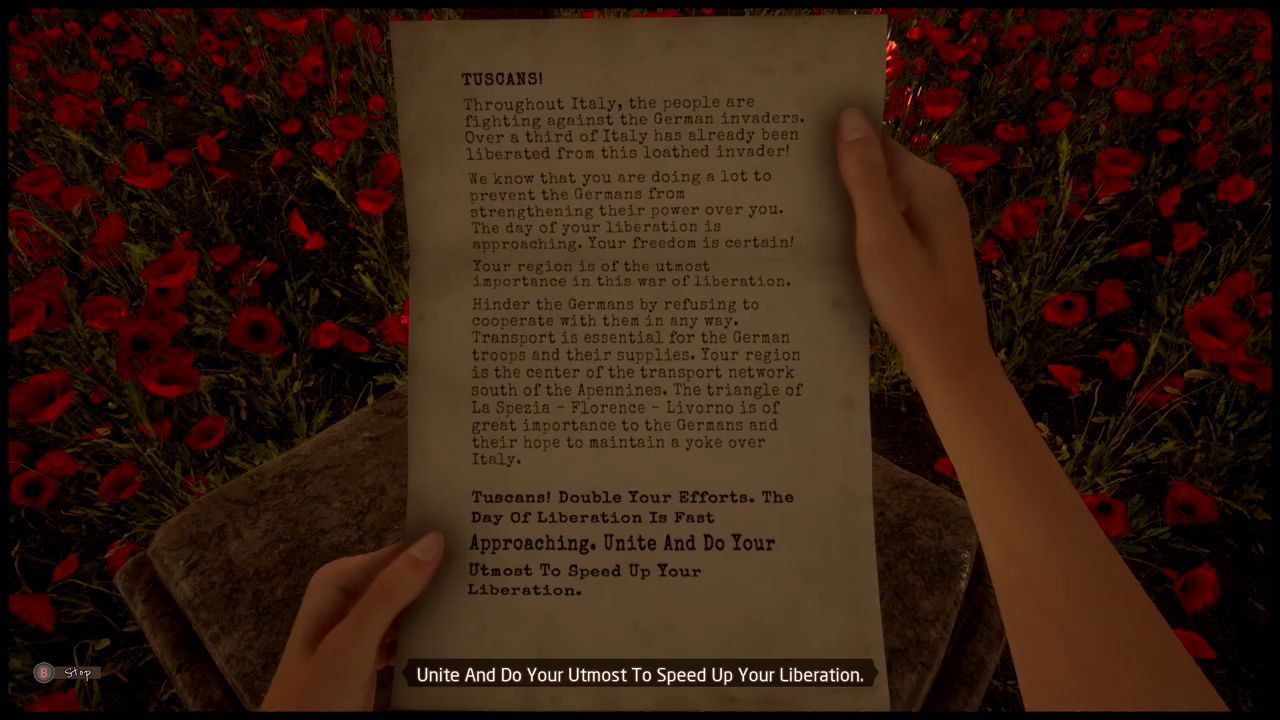 TUSCANS!
Throughout Italy, the people are
fighting against the German invaders.
Over a third of Italy has already been
liberated from this loathed invader!
We know that you are doing a lot to
prevent the Germans from
strengthening their power over you.
The day of your liberation is
approaching. Your freedom is certain!
Your region is of the utmost
importance in this war of liberation.
Hinder the Germans by refusing to
cooperate with them in any way.
Transport is essential for the German
troops and their supplies. Your region
is the center of the transport network
south of the Apennines. The triangle of
La Spezia - Florence - Livorno is of
great importance to the Germans and
their hope to maintain a yoke over
Italy.
Tuscans! Double Your Efforts. The
Day Of Liberation Is Fast
Approaching. Unite And Do Your
Utmost To Speed Up Your
Liberation.
B Stop
Unite And Do Your Utmost To Speed Up Your Liberation.